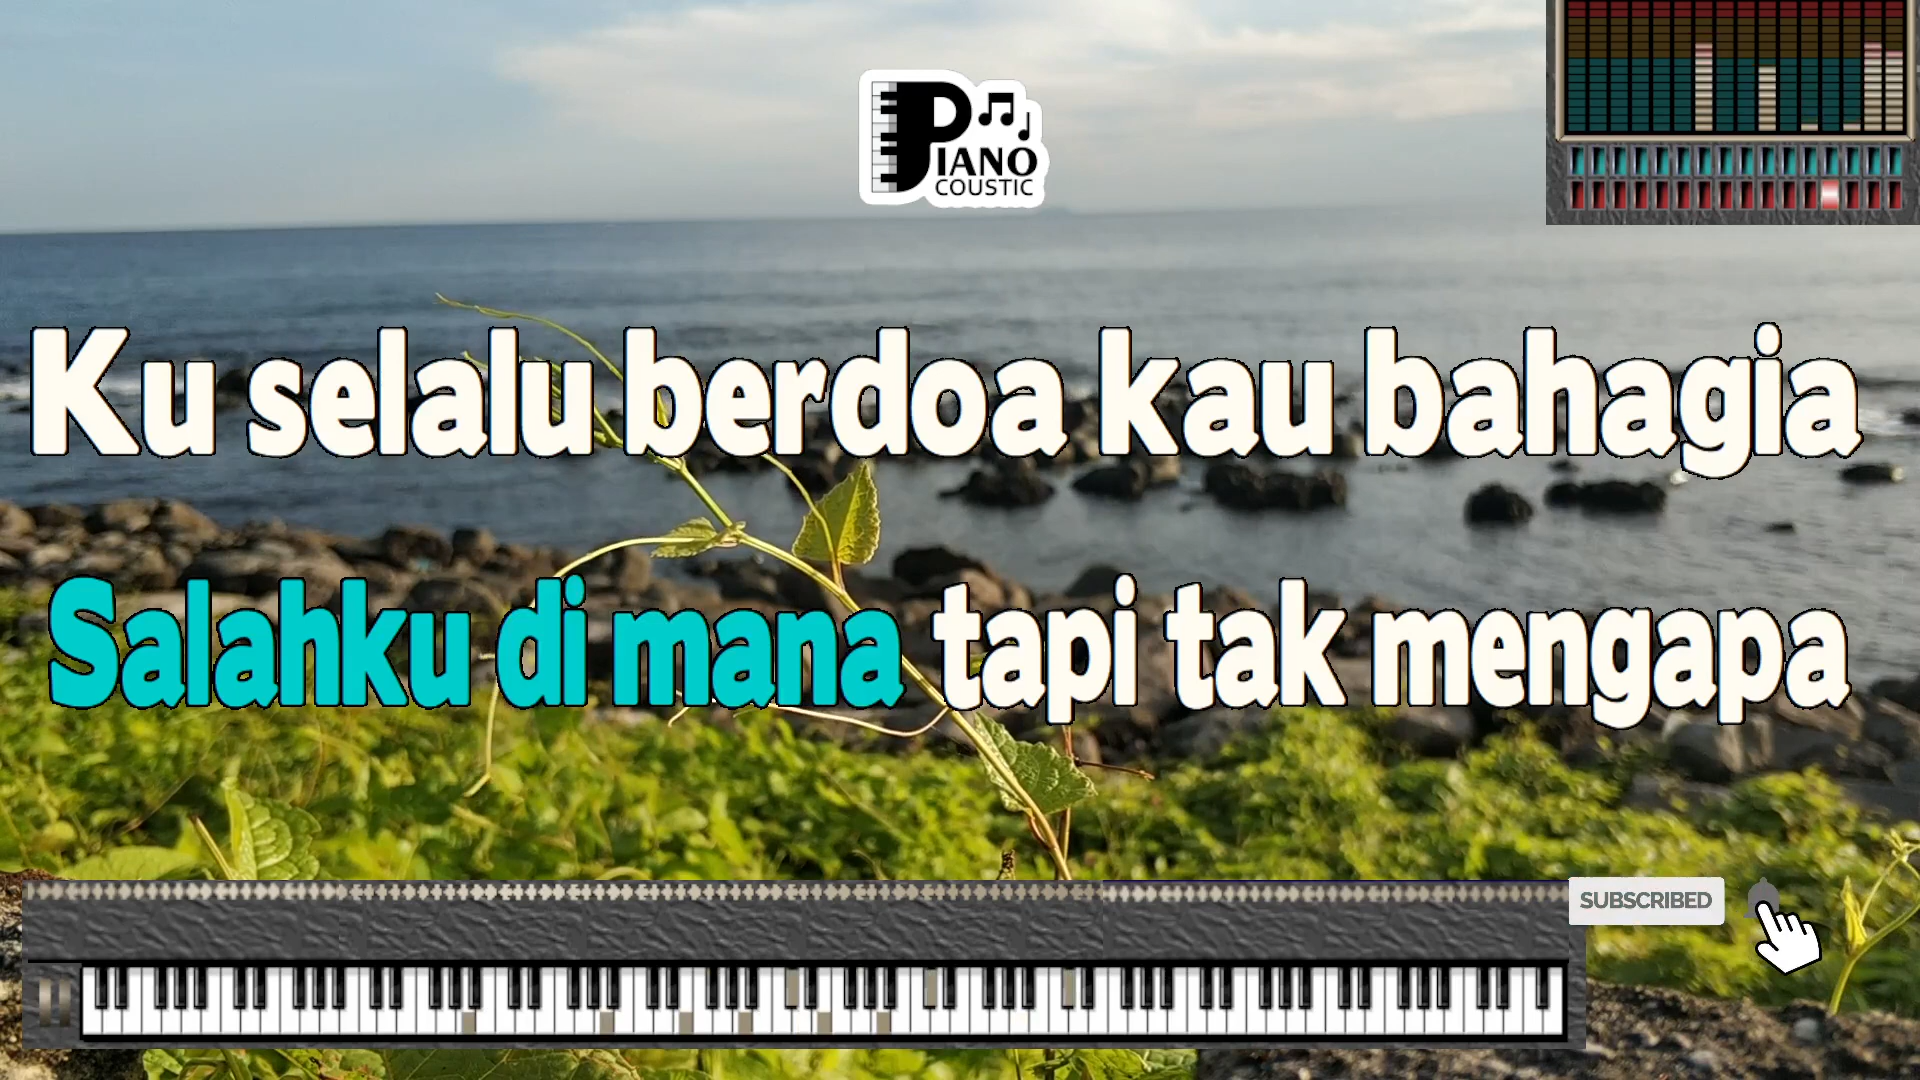 PIANO
COUSTIC
Ku selalu berdoa kau bahagia
Salahku di mana tapi tak mengapa
SUBSCRIBED